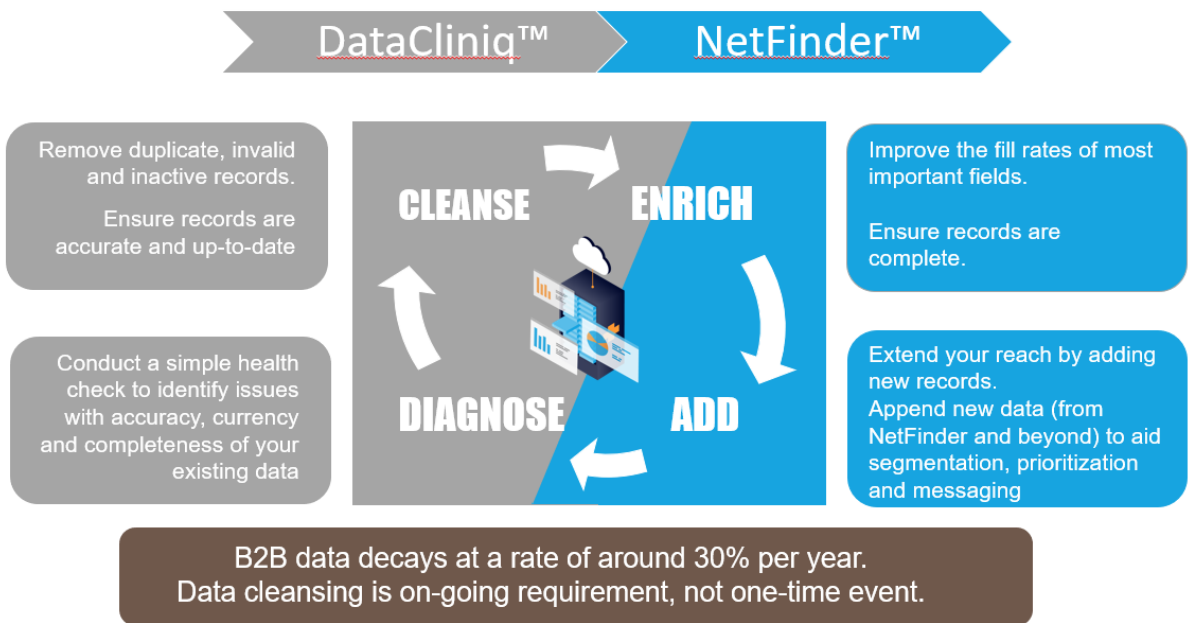 DataCliniq™
NetFinder™
Remove duplicate, invalid
and inactive records.
Ensure records are
accurate and up-to-date
Conduct a simple health
check to identify issues
with accuracy, currency
and completeness of your
existing data
CLEANSE
ENRICH
DIAGNOSE
ADD
Improve the fill rates of most
important fields.
Ensure records are
complete.
Extend your reach by adding
new records.
Append new data (from
NetFinder and beyond) to aid
segmentation, prioritization
and messaging
B2B data decays at a rate of around 30% per year.
Data cleansing is on-going requirement, not one-time event.